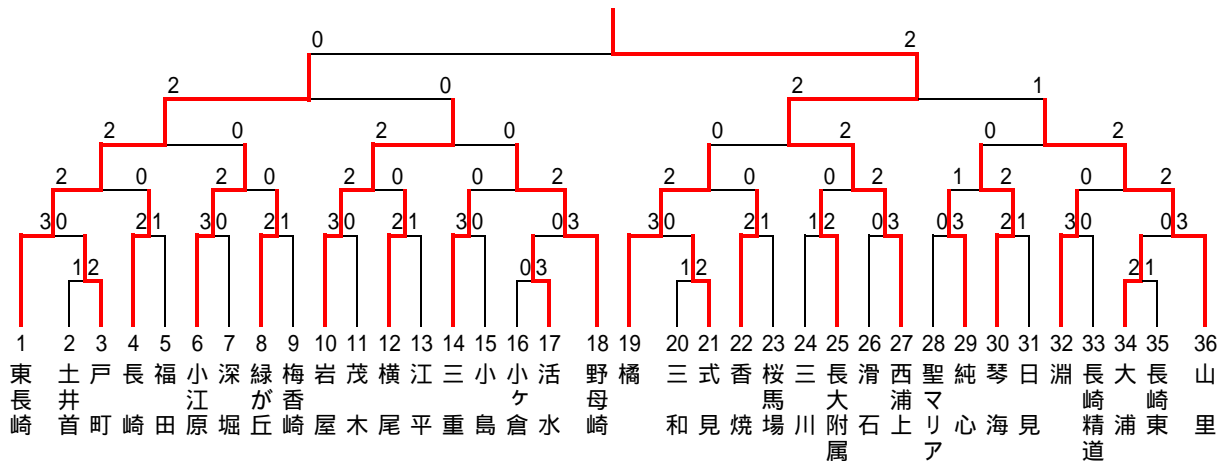 0 2
2 0 2 1
2 0 2 0 0 2 0 2
2 0 2 0 2 0 0 2 2 0 0 2 1 2 0 2
3 0 2 1 3 0 2 1 3 0 2 1 3 0 0 3 3 0 2 1 1 2 0 3 0 3 2 1 3 0 0 3
1 2 0 3 1 2 2 1
1 2 3 4 5 6 7 8 9 10 11 12 13 14 15 16 17 18 19 20 21 22 23 24 25 26 27 28 29 30 31 32 33 34 35 36
東長崎
土井首
戸町
長崎
福田
小江原
深堀
緑が丘
梅香崎
岩屋
茂木
横尾
江平
三重
小島
小ヶ倉
活水
野母崎
橘
三和
式見
香焼
桜馬場
三川
長大附属
滑石
西浦上
聖マリア
純心
琴海
日見
淵
長崎精道
大浦
長崎東
山里